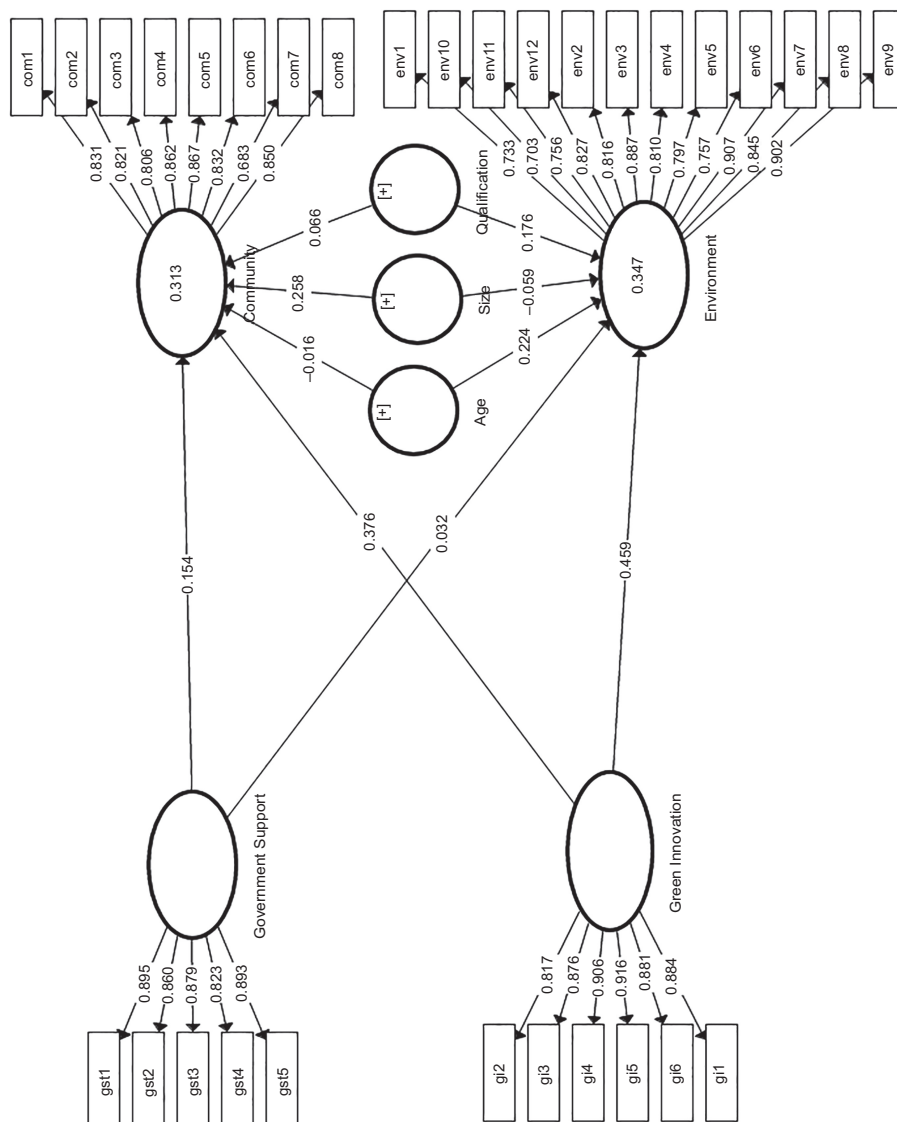 com1
com2
com3
com4
com5
com6
com7
com8
0.831
0.821
0.806
0.862
0.867
0.832
0.683
0.850
0.313
Community
env1
env10
env11
env12
env2
env3
env4
env5
env6
env7
env8
env9
0.733
0.703
0.756
0.827
0.816
0.887
0.810
0.797
0.757
0.907
0.845
0.902
0.347
Environment
[+]
Qualification
0.066
0.176
[+]
Size
0.258
–0.059
[+]
Age
–0.016
0.224
0.154
0.376
0.032
0.459
Government Support
0.895
0.860
0.879
0.823
0.893
gst1
gst2
gst3
gst4
gst5
Green Innovation
0.817
0.876
0.906
0.916
0.881
0.884
gi2
gi3
gi4
gi5
gi6
gi1